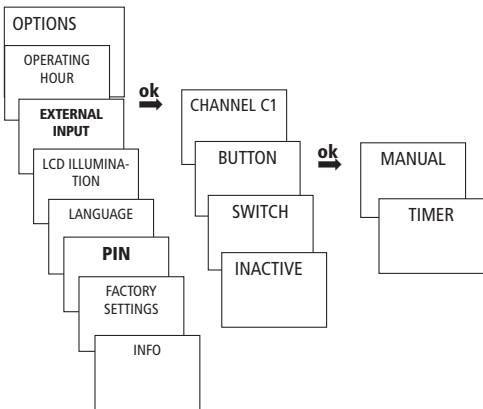 OPTIONS
OPERATING
HOUR
EXTERNAL
INPUT
LCD ILLUMINA-
TION
LANGUAGE
PIN
FACTORY
SETTINGS
INFO
ok
CHANNEL C1
BUTTON
SWITCH
INACTIVE
ok
MANUAL
TIMER